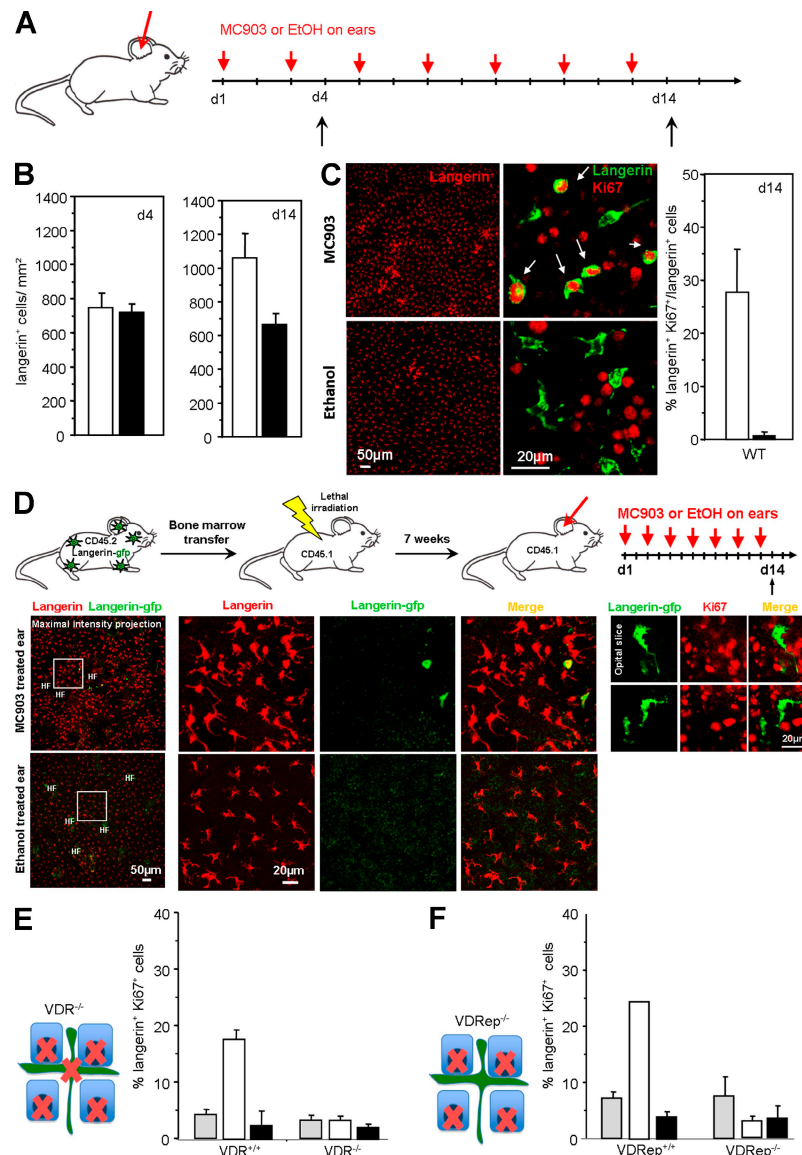 A
MC903 or EtOH on ears
d1
d4
d14
B
langerin+ cells/ mm²
1400
1200
1000
800
600
400
200
0
d4
1400
1200
1000
800
600
400
200
0
d14
C
MC903
Ethanol
Langerin
Langerin
Ki67
50µm
20µm
% langerin+ Ki67+/langerin+ cells
50
40
30
20
10
0
d14
WT
D
CD45.2
Langerin-gfp
Bone marrow
transfer
Lethal
irradiation
CD45.1
7 weeks
CD45.1
MC903 or EtOH on ears
d1
d14
Langerin Langerin-gfp
Langerin
Langerin-gfp
Merge
Langerin-gfp
Ki67
Merge
MC903 treated ear
Maximal intensity projection
HF
HF
HF
Opital slice
20µm
Ethanol treated ear
HF
HF
HF
HF
HF
50µm
20µm
E
VDR-/-
% langerin+ Ki67+ cells
40
30
20
10
0
VDR+/+
VDR-/-
F
VDRep-/-
% langerin+ Ki67+ cells
40
30
20
10
0
VDRep+/+
VDRep-/-